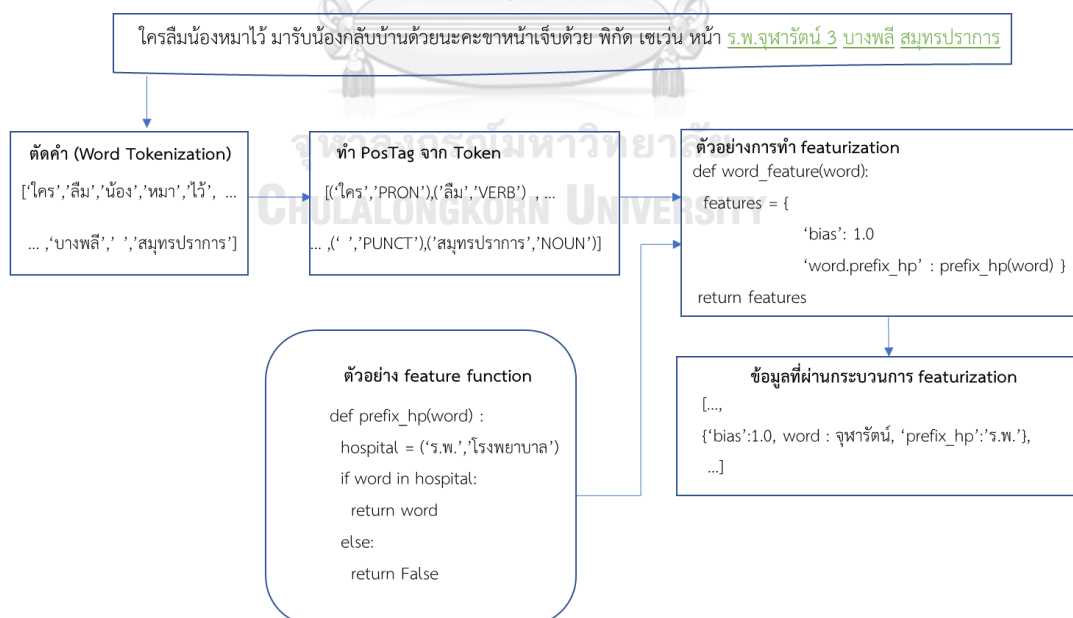 ใครลืมน้องหมาไว้ มารับน้องกลับบ้านด้วยนะคะขาหน้าเจ็บด้วย พิกัด เซเว่น หน้า ร.พ.จุฬารัตน์ 3 บางพลี สมุทรปราการ
ตัดคำ (Word Tokenization)
['ใคร','ลืม','น้อง','หมา','ไว้', ...
... ,'บางพลี',' ','สมุทรปราการ']
ทำ PosTag จาก Token
[('ใคร','PRON'),('ลืม','VERB') , ...
... ,(' ','PUNCT'),('สมุทรปราการ','NOUN')]
ตัวอย่างการทำ featurization
def word_feature(word):
features = {
'bias': 1.0
'word.prefix_hp' : prefix_hp(word) }
return features
จุฬาลงกรณ์มหาวิทยาลัย
CHULALONGKORN UNIVERSITY
ตัวอย่าง feature function
def prefix_hp(word) :
hospital = ('ร.พ.','โรงพยาบาล')
if word in hospital:
return word
else:
return False
ข้อมูลที่ผ่านกระบวนการ featurization
[...,
{'bias':1.0, word : จุฬารัตน์, 'prefix_hp':'ร.พ.'},
...]